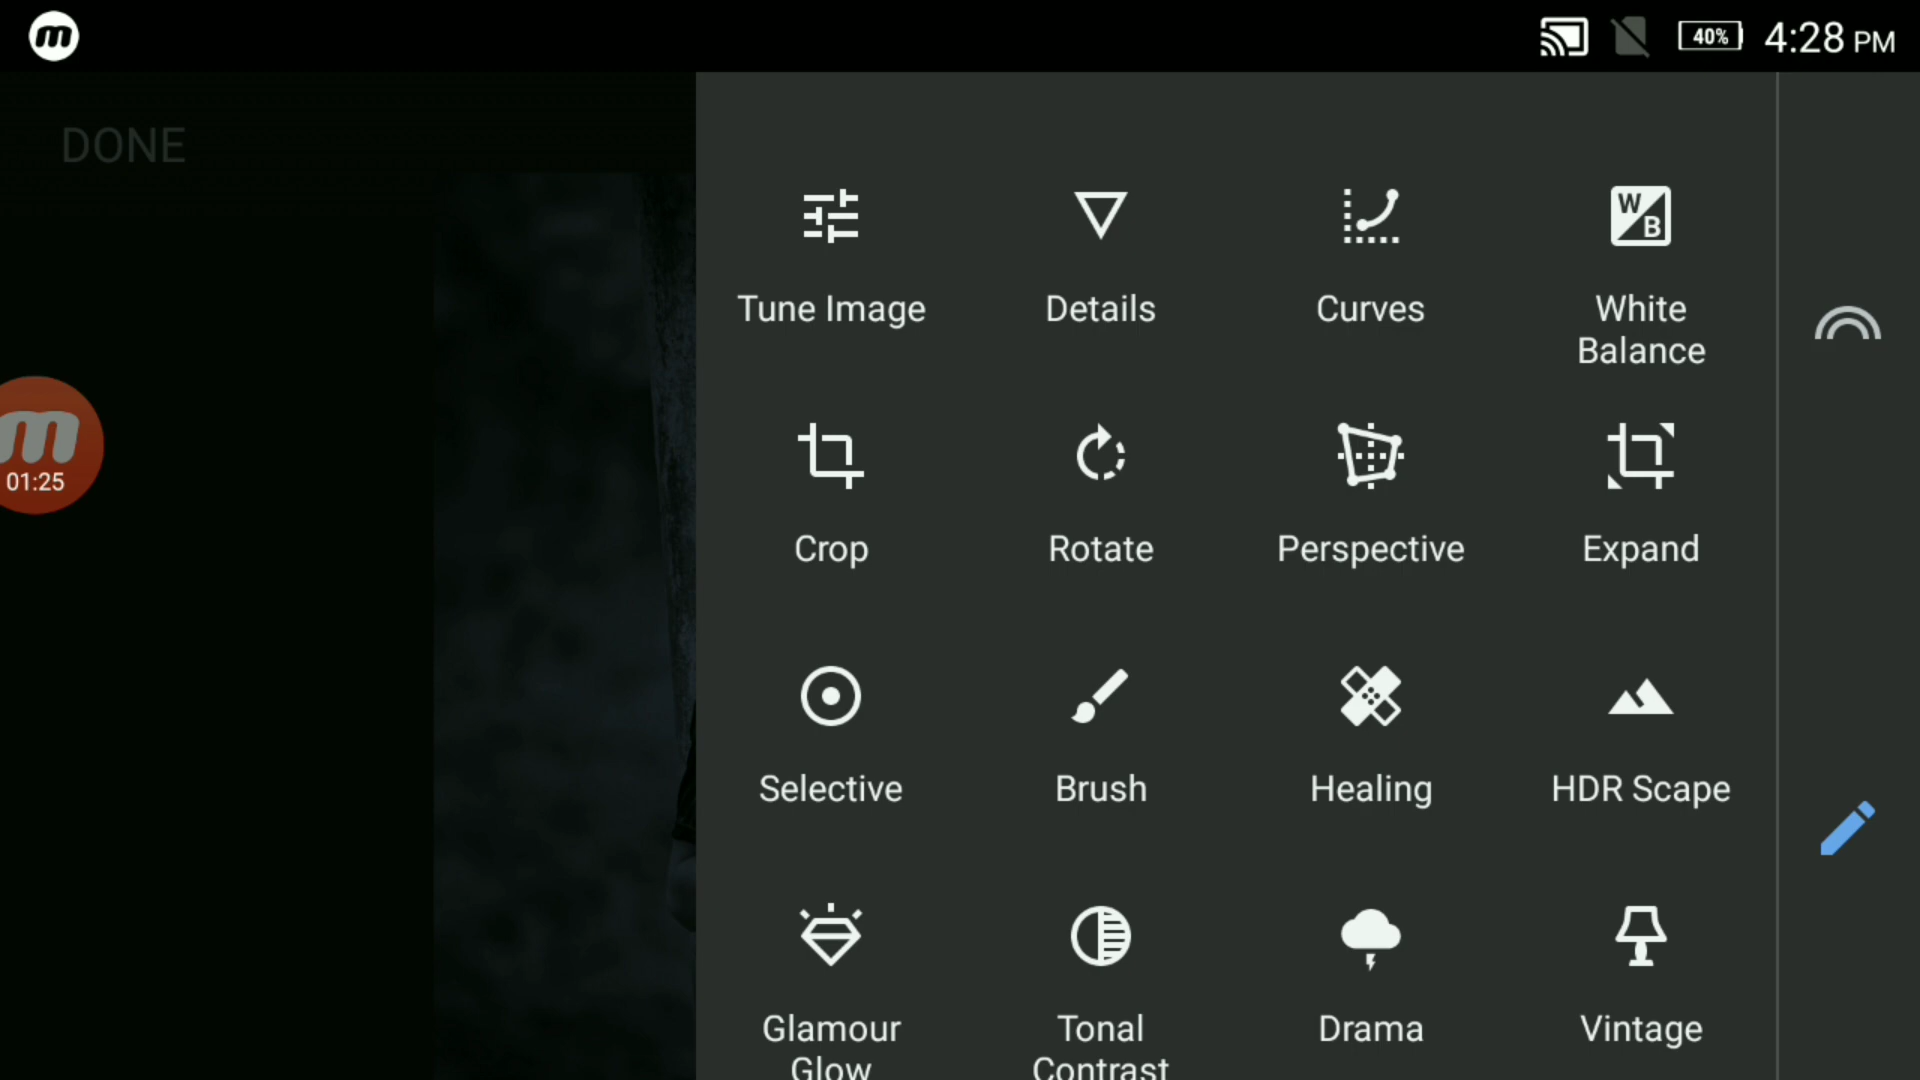 m
40%
4:28 PM
DONE
Tune Image
Details
Curves
W
B
White
Balance
m
01:25
Crop
Rotate
Perspective
Expand
Selective
Brush
Healing
HDR Scape
Glamour
Glow
Tonal
Contrast
Drama
Vintage